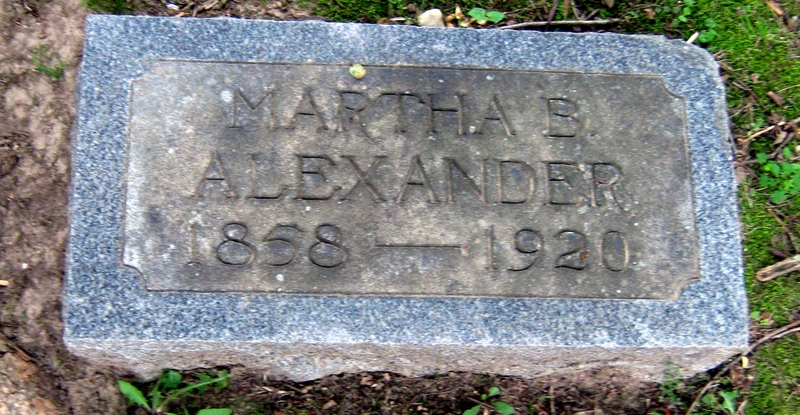 MARTHA B.
ALEXANDER
1858 — 1920